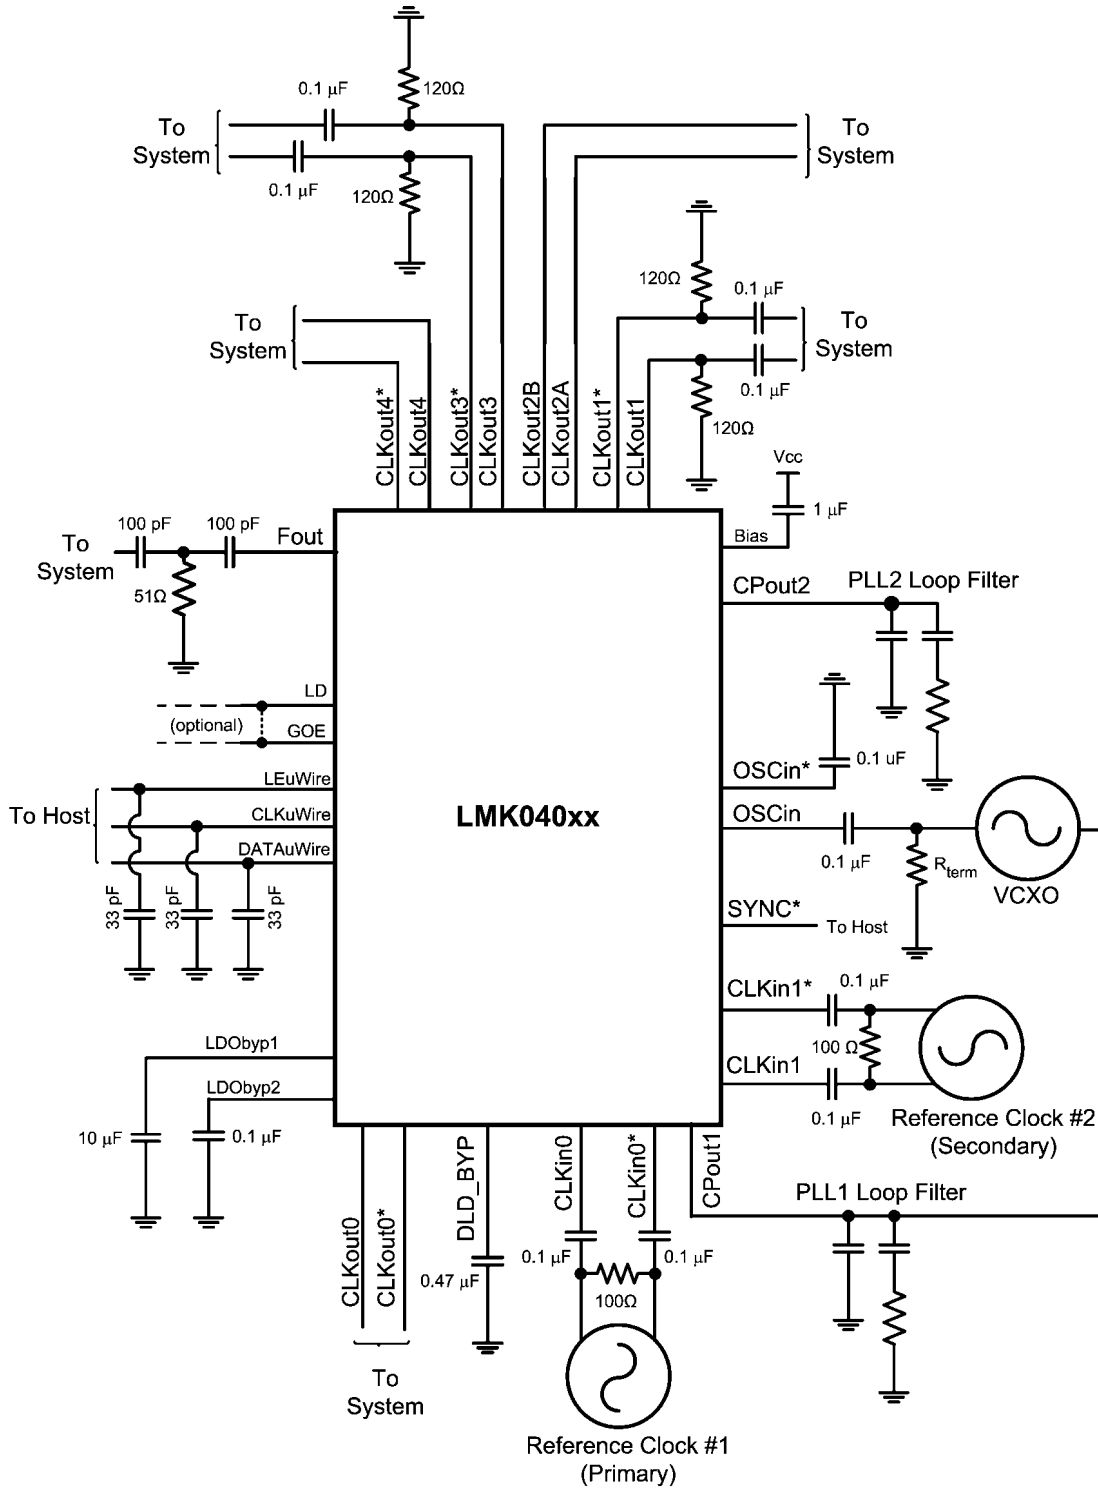 0.1 µF
120Ω
To
System
0.1 µF
120Ω
To
System
120Ω
0.1 µF
To
System
0.1 µF
120Ω
To
System
CLKout4*
CLKout4
CLKout3*
CLKout3
CLKout2B
CLKout2A
CLKout1*
CLKout1
Vcc
1 µF
Bias
100 pF
100 pF
Fout
To
System
51Ω
CPout2
PLL2 Loop Filter
LD
(optional)
GOE
0.1 uF
OSCin*
LEuWire
To Host
CLKuWire
DATAuWire
33 pF
33 pF
33 pF
LMK040xx
OSCin
0.1 µF
Rterm
VCXO
SYNC*
To Host
CLKin1*
0.1 µF
100 Ω
CLKin1
0.1 µF
Reference Clock #2
(Secondary)
LDObyp1
LDObyp2
10 µF
0.1 µF
CLKout0
CLKout0*
To
System
DLD_BYP
0.47 µF
CLKin0
CLKin0*
CPout1
0.1 µF
0.1 µF
100Ω
Reference Clock #1
(Primary)
PLL1 Loop Filter